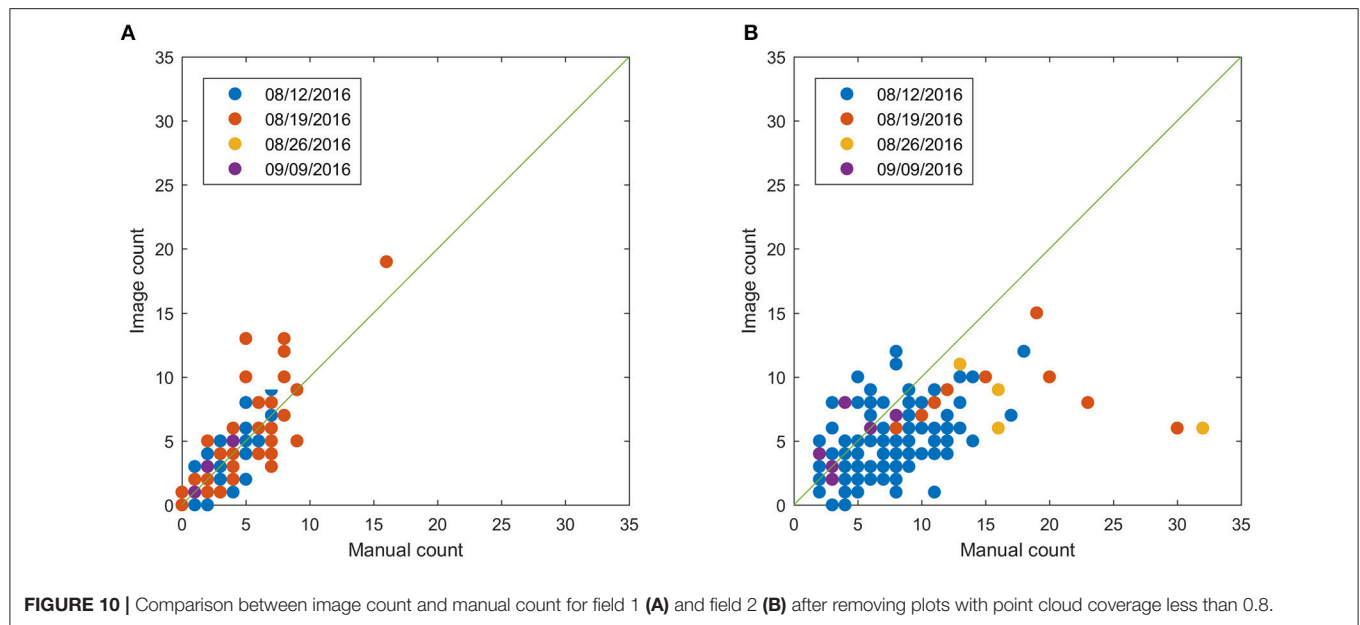 A
35
30
25
20
15
10
5
0
Image count
08/12/2016
08/19/2016
08/26/2016
09/09/2016
0 5 10 15 20 25 30 35
Manual count
B
35
30
25
20
15
10
5
0
Image count
08/12/2016
08/19/2016
08/26/2016
09/09/2016
0 5 10 15 20 25 30 35
Manual count
FIGURE 10 | Comparison between image count and manual count for field 1 (A) and field 2 (B) after removing plots with point cloud coverage less than 0.8.